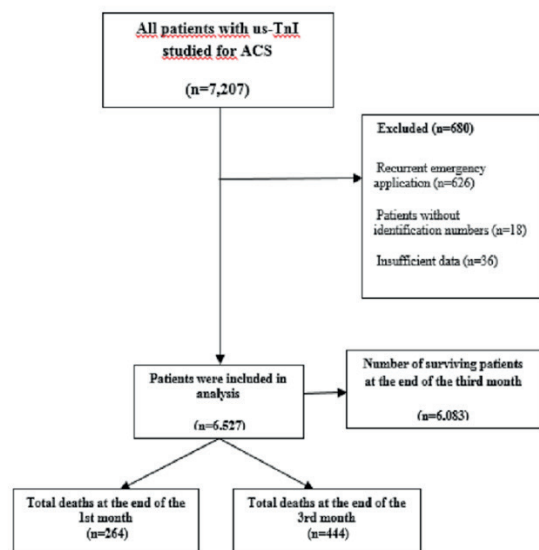 All patients with us-TnI
studied for ACS
(n=7,207)
Excluded (n=680)
Recurrent emergency
application (n=626)
Patients without
identification numbers (n=18)
Insufficient data (n=36)
Patients were included in
analysis
(n=6.527)
Number of surviving patients
at the end of the third month
(n=6.083)
Total deaths at the end of the
1st month
(n=264)
Total deaths at the end of the
3rd month
(n=444)